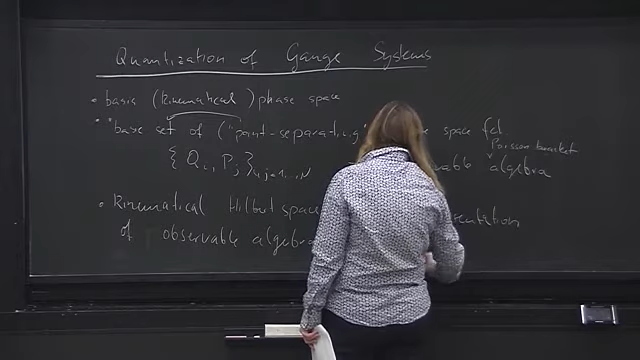 Quantization of Gauge Systems
• basis (kinematical) phase space
• "base set of ("point-separating" space fct.
{Q_i, P_j}_{i,j=1...N} Poisson bracket algebra
• Kinematical Hilbert space
of observable algebra